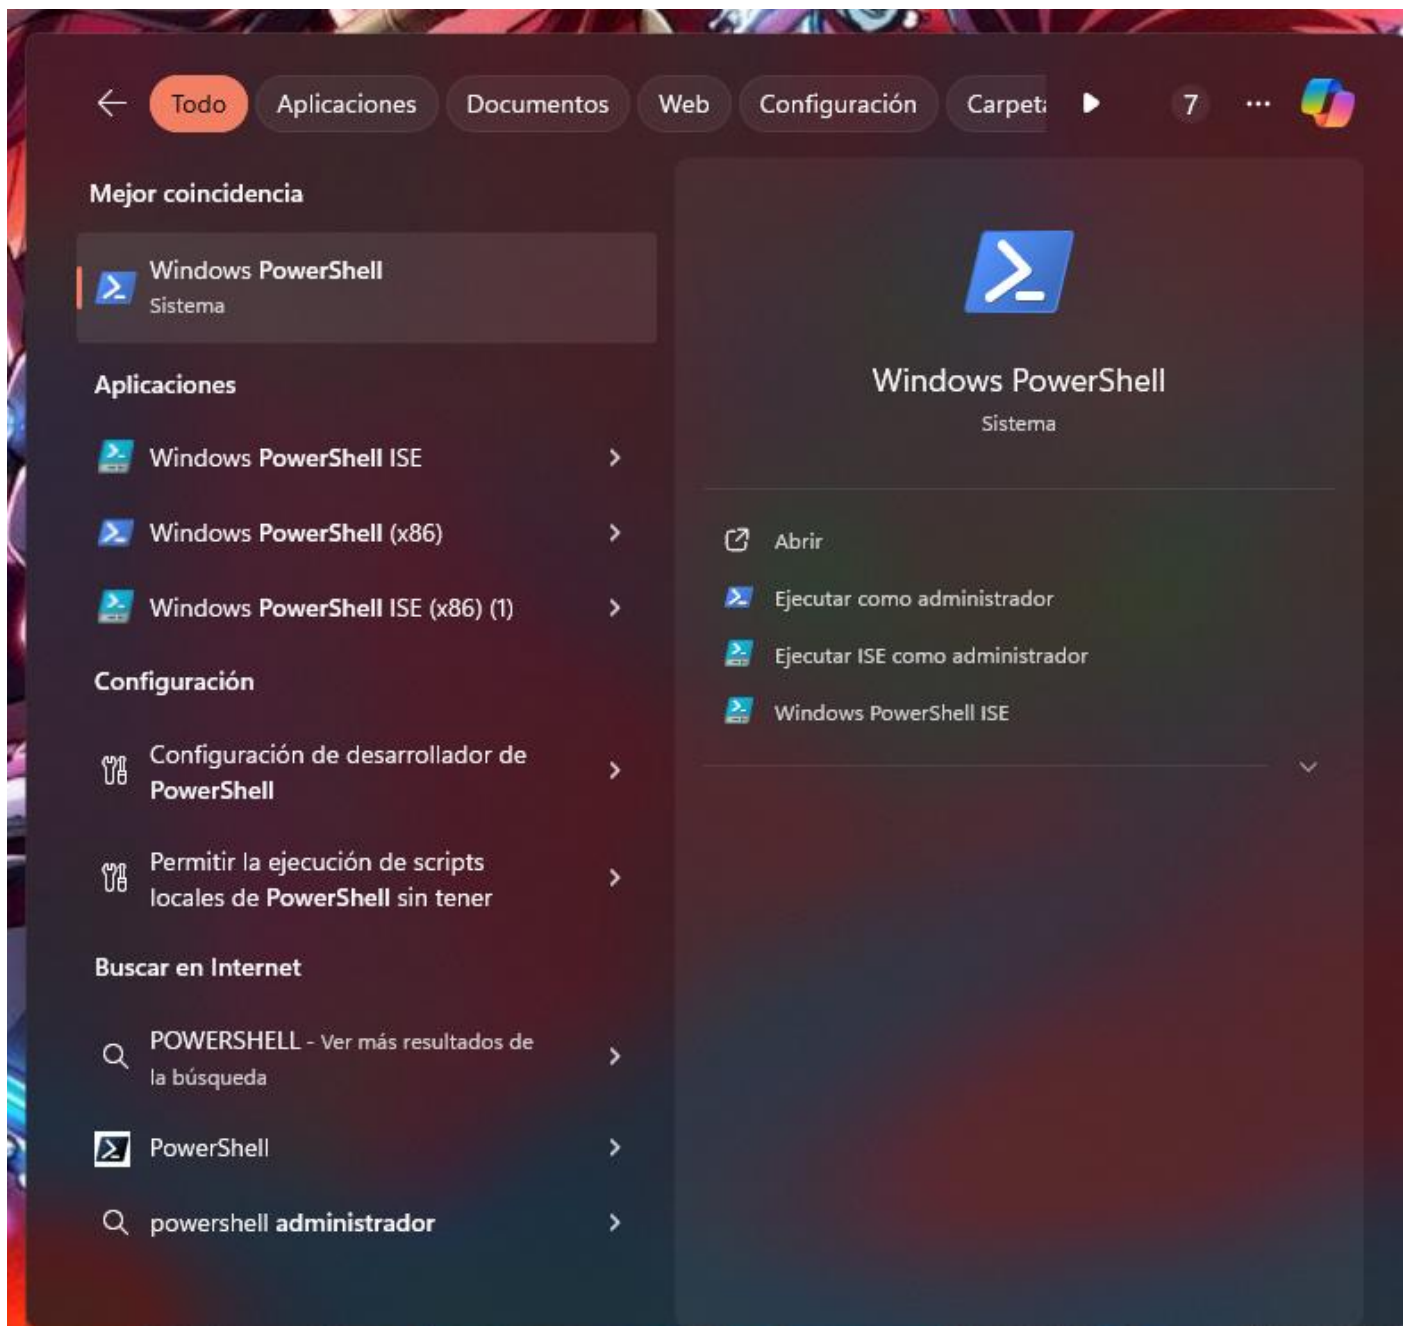 Todo Aplicaciones Documentos Web Configuración Carpet 7 ...
Mejor coincidencia
Windows PowerShell
Sistema
Aplicaciones
Windows PowerShell ISE
Windows PowerShell (x86)
Windows PowerShell ISE (x86) (1)
Configuración
Configuración de desarrollador de
PowerShell
Permitir la ejecución de scripts
locales de PowerShell sin tener
Buscar en Internet
POWERSHELL - Ver más resultados de
la búsqueda
PowerShell
powershell administrador
Windows PowerShell
Sistema
Abrir
Ejecutar como administrador
Ejecutar ISE como administrador
Windows PowerShell ISE